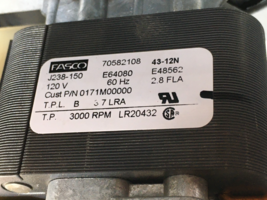 FASCO 70582108 43-12N
J238-150 E64080 E48562
120 V 60 Hz 2.8 FLA
Cust P/N 0171M00000
T.P.L. B 3.7 LRA
T.P. 3000 RPM LR20432